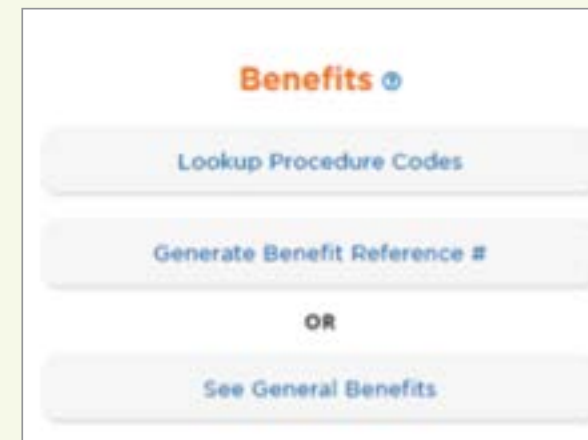 Benefits
Lookup Procedure Codes
Generate Benefit Reference #
OR
See General Benefits